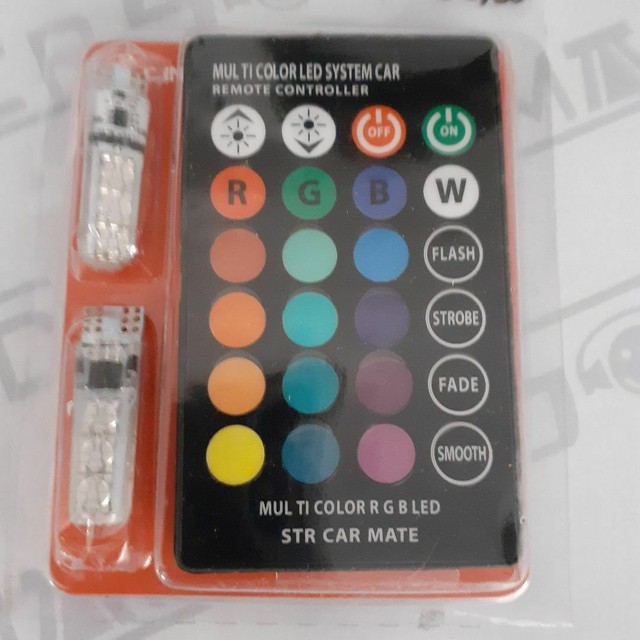 MUL TI COLOR LED SYSTEM CAR
REMOTE CONTROLLER
OFF
ON
R G B W
FLASH
STROBE
FADE
SMOOTH
MUL TI COLOR R G B LED
STR CAR MATE